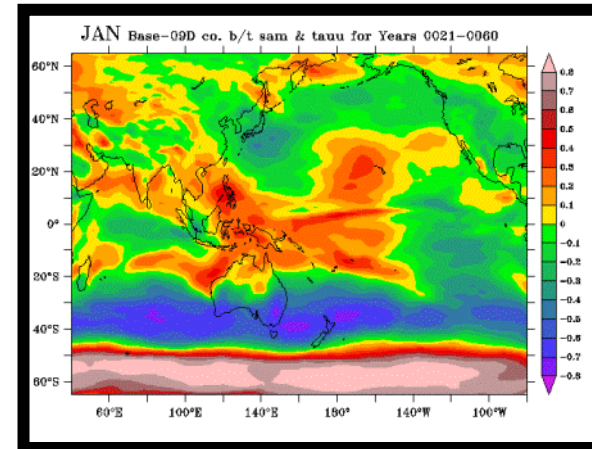 JAN Base-09D co. b/t sam & tauu for Years 0021-0060
60°N
40°N
20°N
0°
20°S
40°S
60°S
60°E
100°E
140°E
180°
140°W
100°W
0.8
0.7
0.6
0.5
0.4
0.3
0.2
0.1
0
-0.1
-0.2
-0.3
-0.4
-0.5
-0.6
-0.7
-0.8